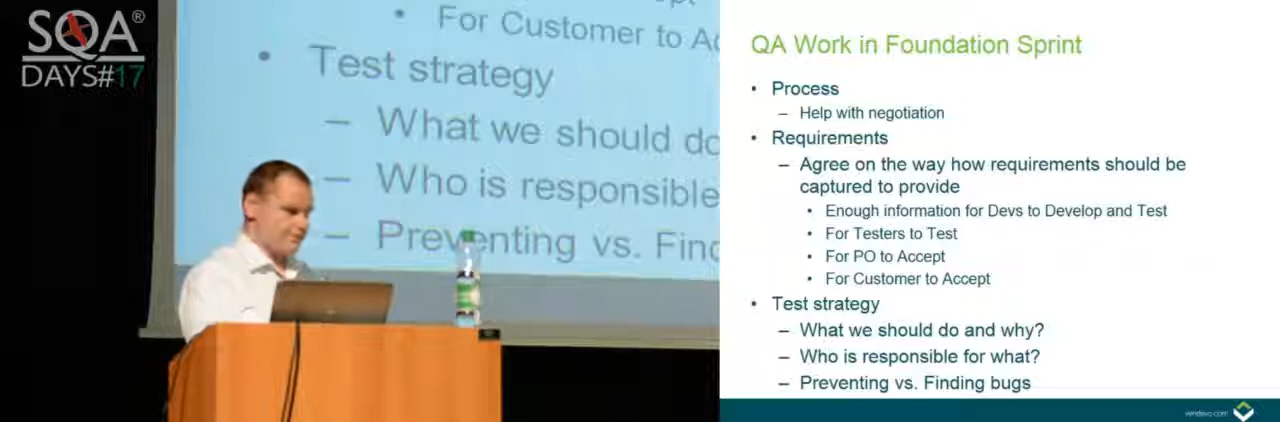 SQA®
DAYS#17
For Customer to Ac
Test strategy
– What we should do
– Who is responsible
– Preventing vs. Find
QA Work in Foundation Sprint
• Process
– Help with negotiation
• Requirements
– Agree on the way how requirements should be
captured to provide
• Enough information for Devs to Develop and Test
• For Testers to Test
• For PO to Accept
• For Customer to Accept
• Test strategy
– What we should do and why?
– Who is responsible for what?
– Preventing vs. Finding bugs
vendavo.com